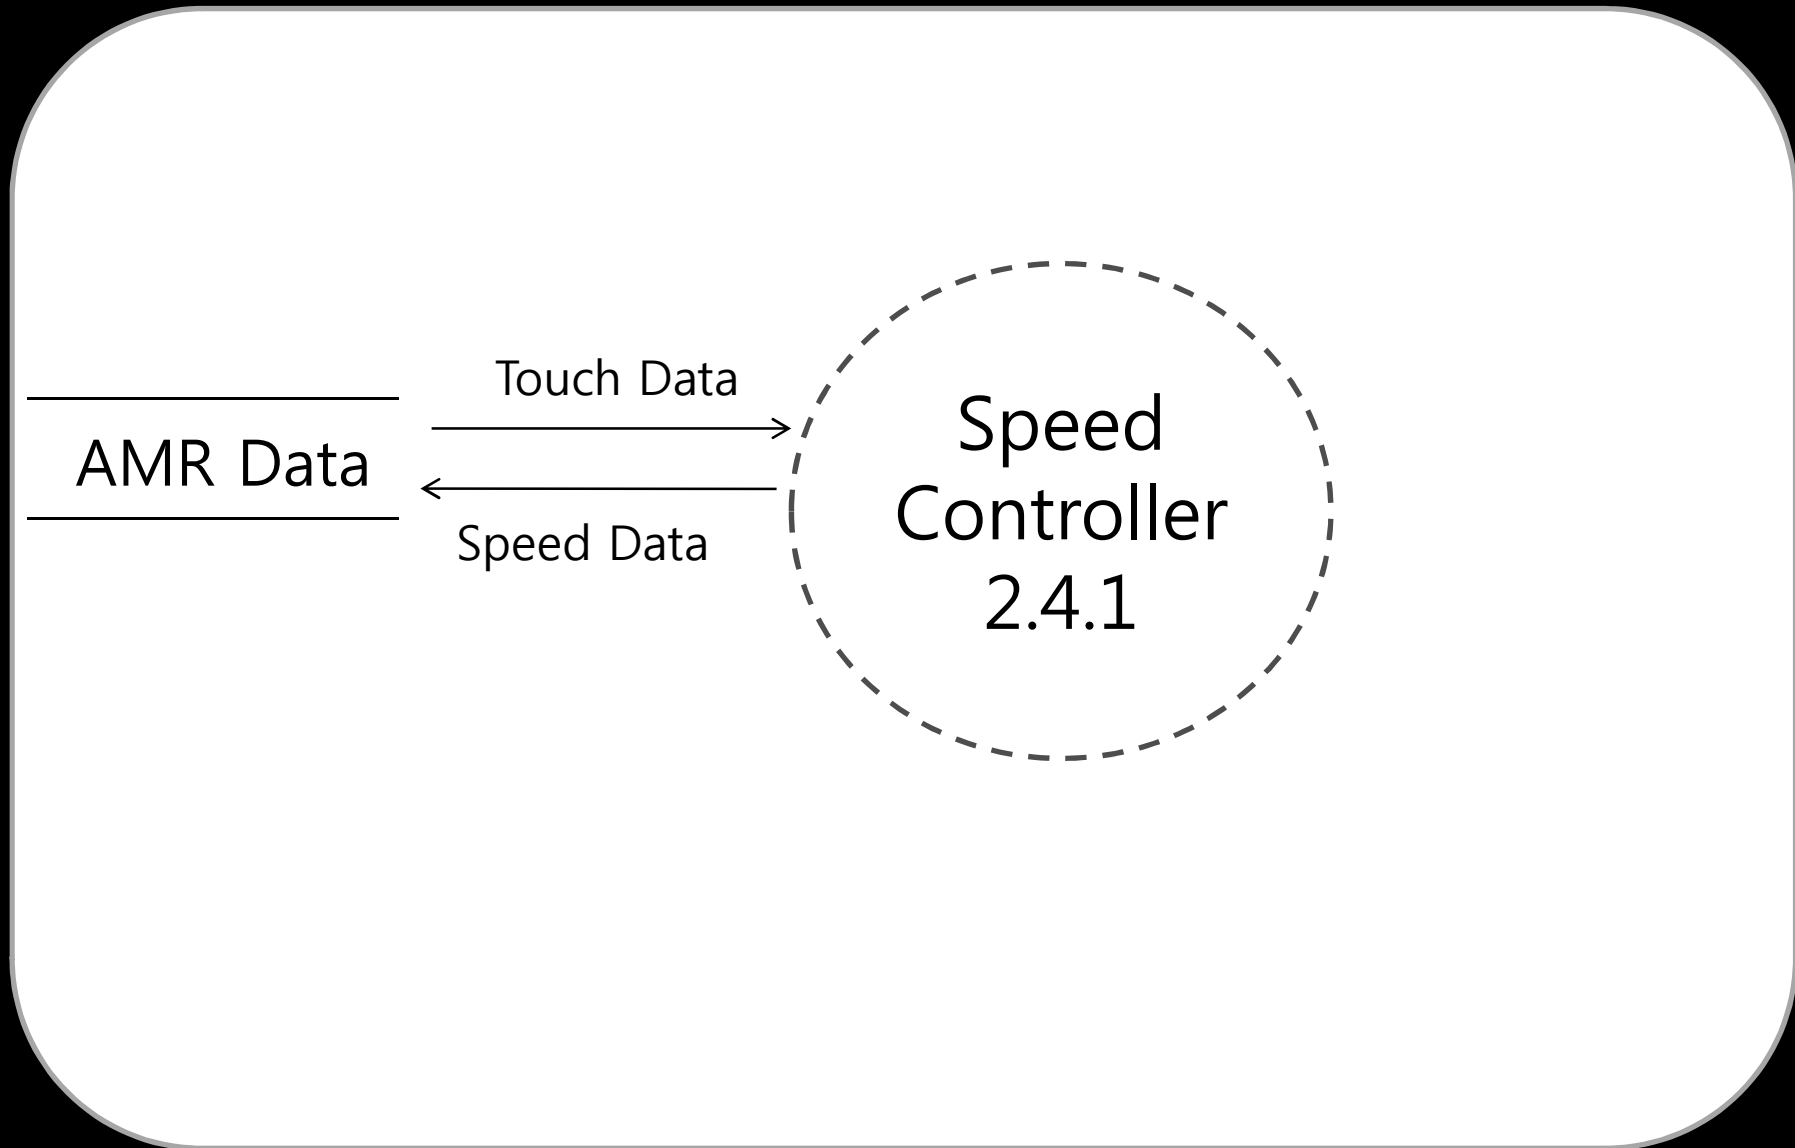 Touch Data
AMR Data
Speed Data
Speed
Controller
2.4.1